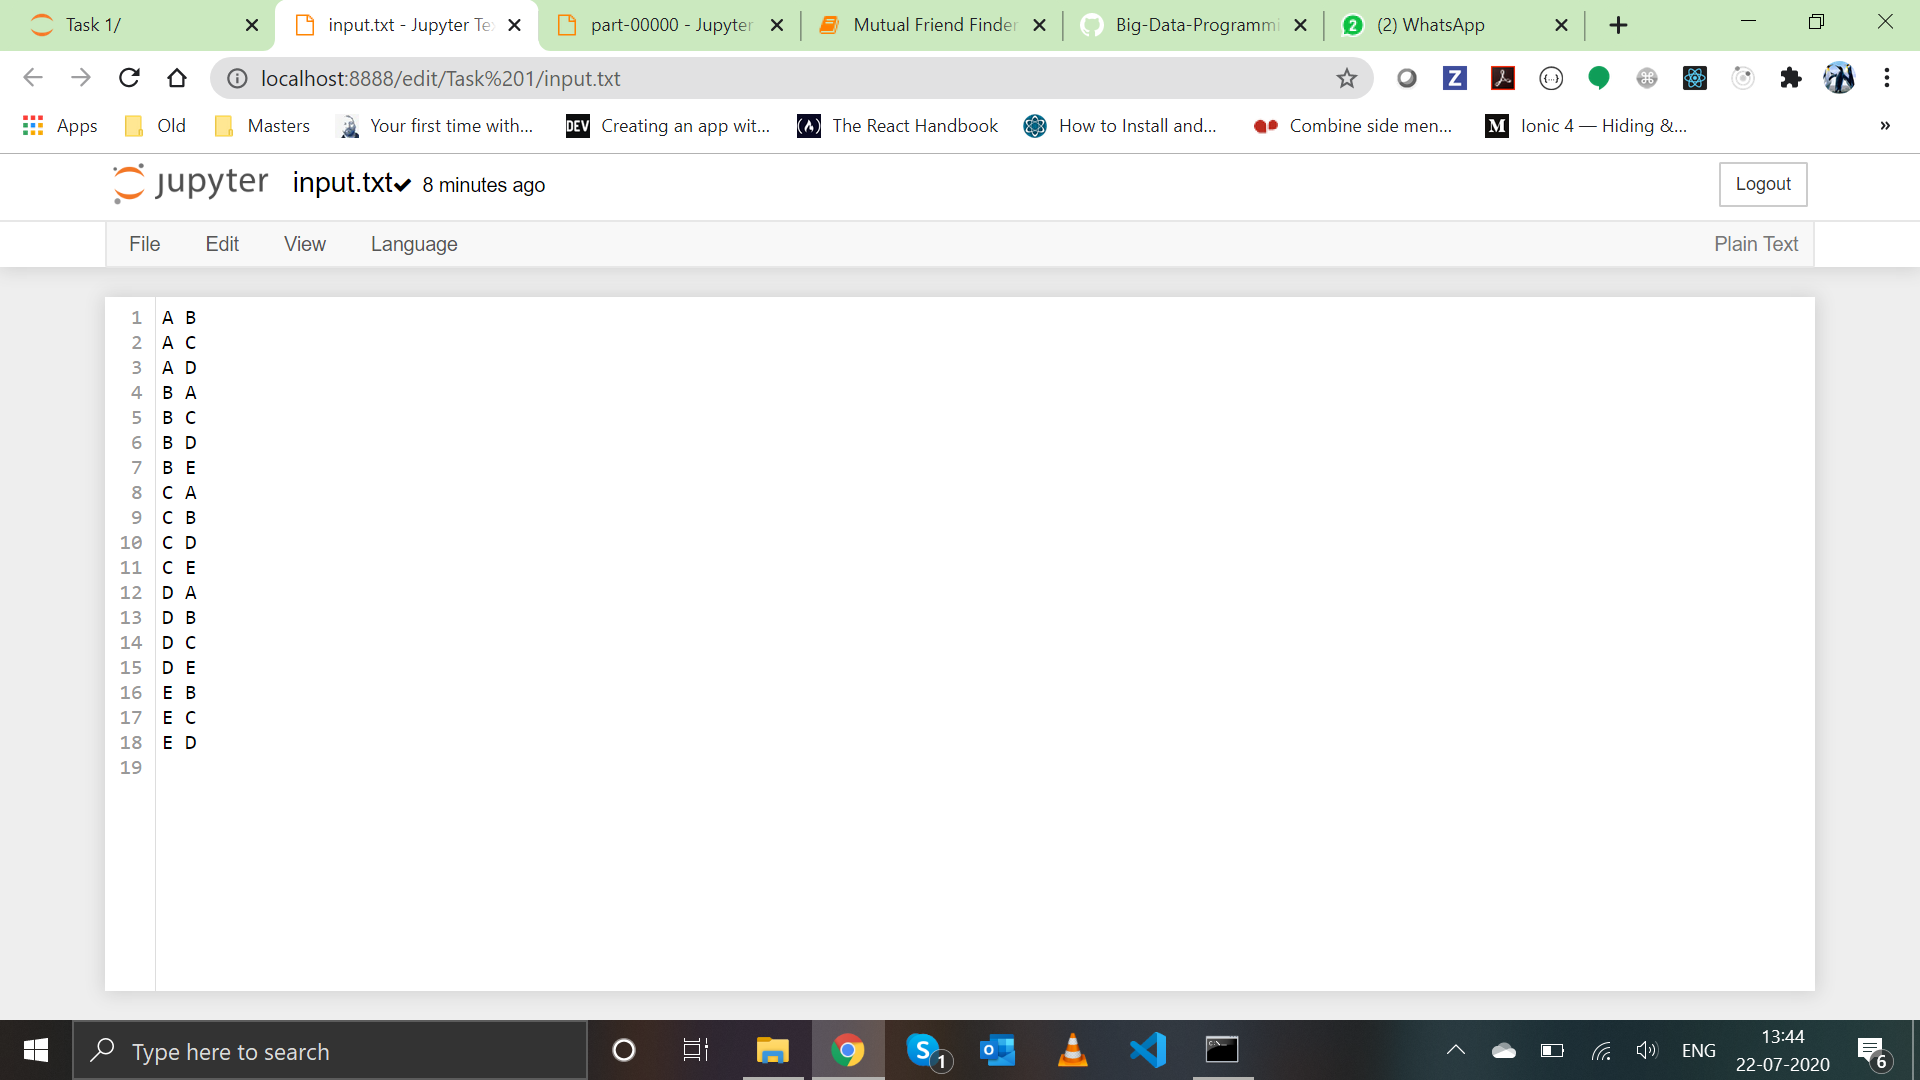 Task 1/
input.txt - Jupyter Te
part-00000 - Jupyter
Mutual Friend Finder
Big-Data-Programmi
2 (2) WhatsApp
localhost:8888/edit/Task%201/input.txt
Apps
Old
Masters
Your first time with...
DEV Creating an app wit...
The React Handbook
How to Install and...
Combine side men...
M Ionic 4 — Hiding &...
»
jupyter input.txt 8 minutes ago
Logout
File Edit View Language
Plain Text
1 A B
2 A C
3 A D
4 B A
5 B C
6 B D
7 B E
8 C A
9 C B
10 C D
11 C E
12 D A
13 D B
14 D C
15 D E
16 E B
17 E C
18 E D
19
Type here to search
S 1
ENG
13:44
22-07-2020
6